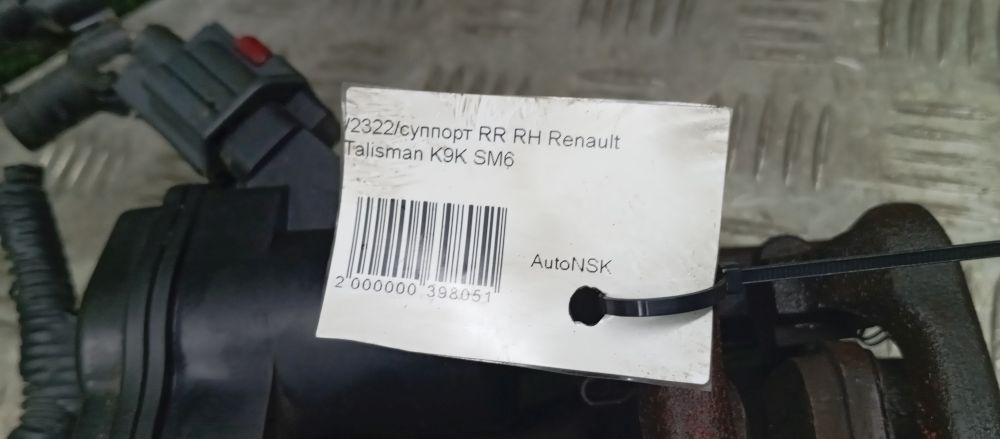 /2322/суппорт RR RH Renault
Talisman K9K SM6
AutoNSK
2 000000 398051